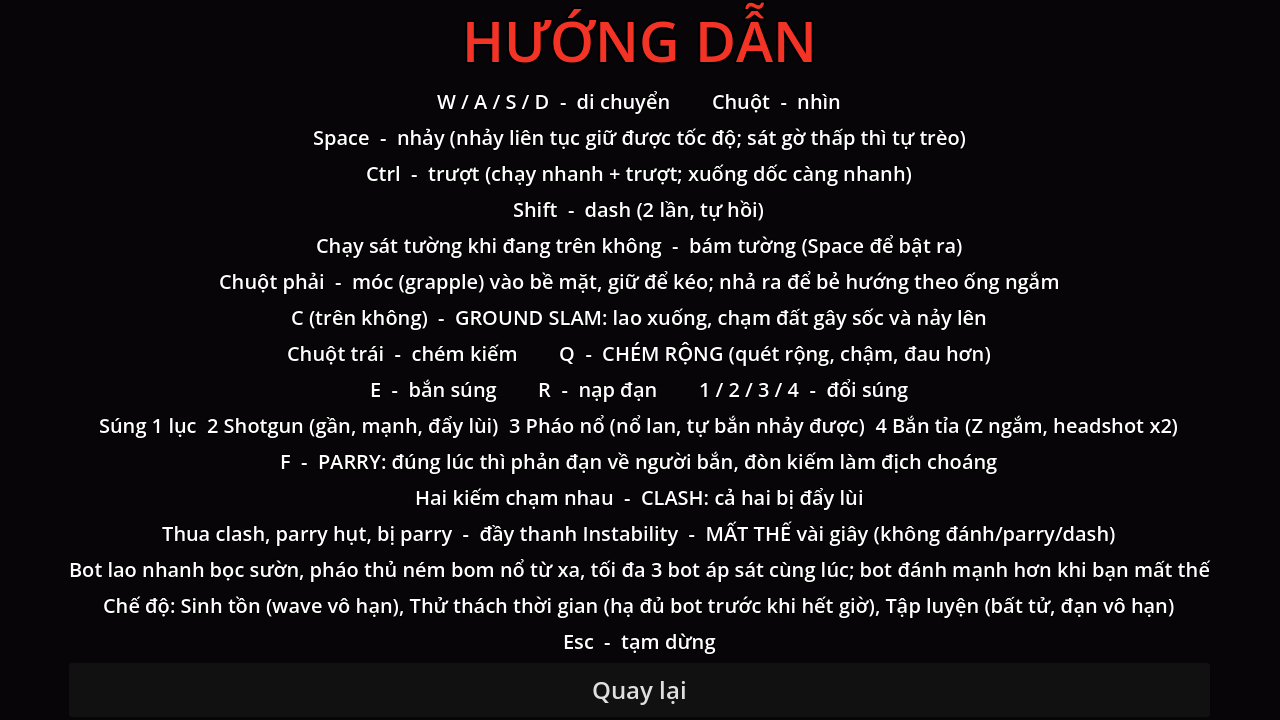 HƯỚNG DẪN
W / A / S / D - di chuyển Chuột - nhìn
Space - nhảy (nhảy liên tục giữ được tốc độ; sát gờ thấp thì tự trèo)
Ctrl - trượt (chạy nhanh + trượt; xuống dốc càng nhanh)
Shift - dash (2 lần, tự hồi)
Chạy sát tường khi đang trên không - bám tường (Space để bật ra)
Chuột phải - móc (grapple) vào bề mặt, giữ để kéo; nhả ra để bẻ hướng theo ống ngắm
C (trên không) - GROUND SLAM: lao xuống, chạm đất gây sốc và nảy lên
Chuột trái - chém kiếm Q - CHÉM RỘNG (quét rộng, chậm, đau hơn)
E - bắn súng R - nạp đạn 1 / 2 / 3 / 4 - đổi súng
Súng 1 lục 2 Shotgun (gần, mạnh, đẩy lùi) 3 Pháo nổ (nổ lan, tự bắn nhảy được) 4 Bắn tỉa (Z ngắm, headshot x2)
F - PARRY: đúng lúc thì phản đạn về người bắn, đòn kiếm làm địch choáng
Hai kiếm chạm nhau - CLASH: cả hai bị đẩy lùi
Thua clash, parry hụt, bị parry - đầy thanh Instability - MẤT THẾ vài giây (không đánh/parry/dash)
Bot lao nhanh bọc sườn, pháo thủ ném bom nổ từ xa, tối đa 3 bot áp sát cùng lúc; bot đánh mạnh hơn khi bạn mất thế
Chế độ: Sinh tồn (wave vô hạn), Thử thách thời gian (hạ đủ bot trước khi hết giờ), Tập luyện (bất tử, đạn vô hạn)
Esc - tạm dừng
Quay lại